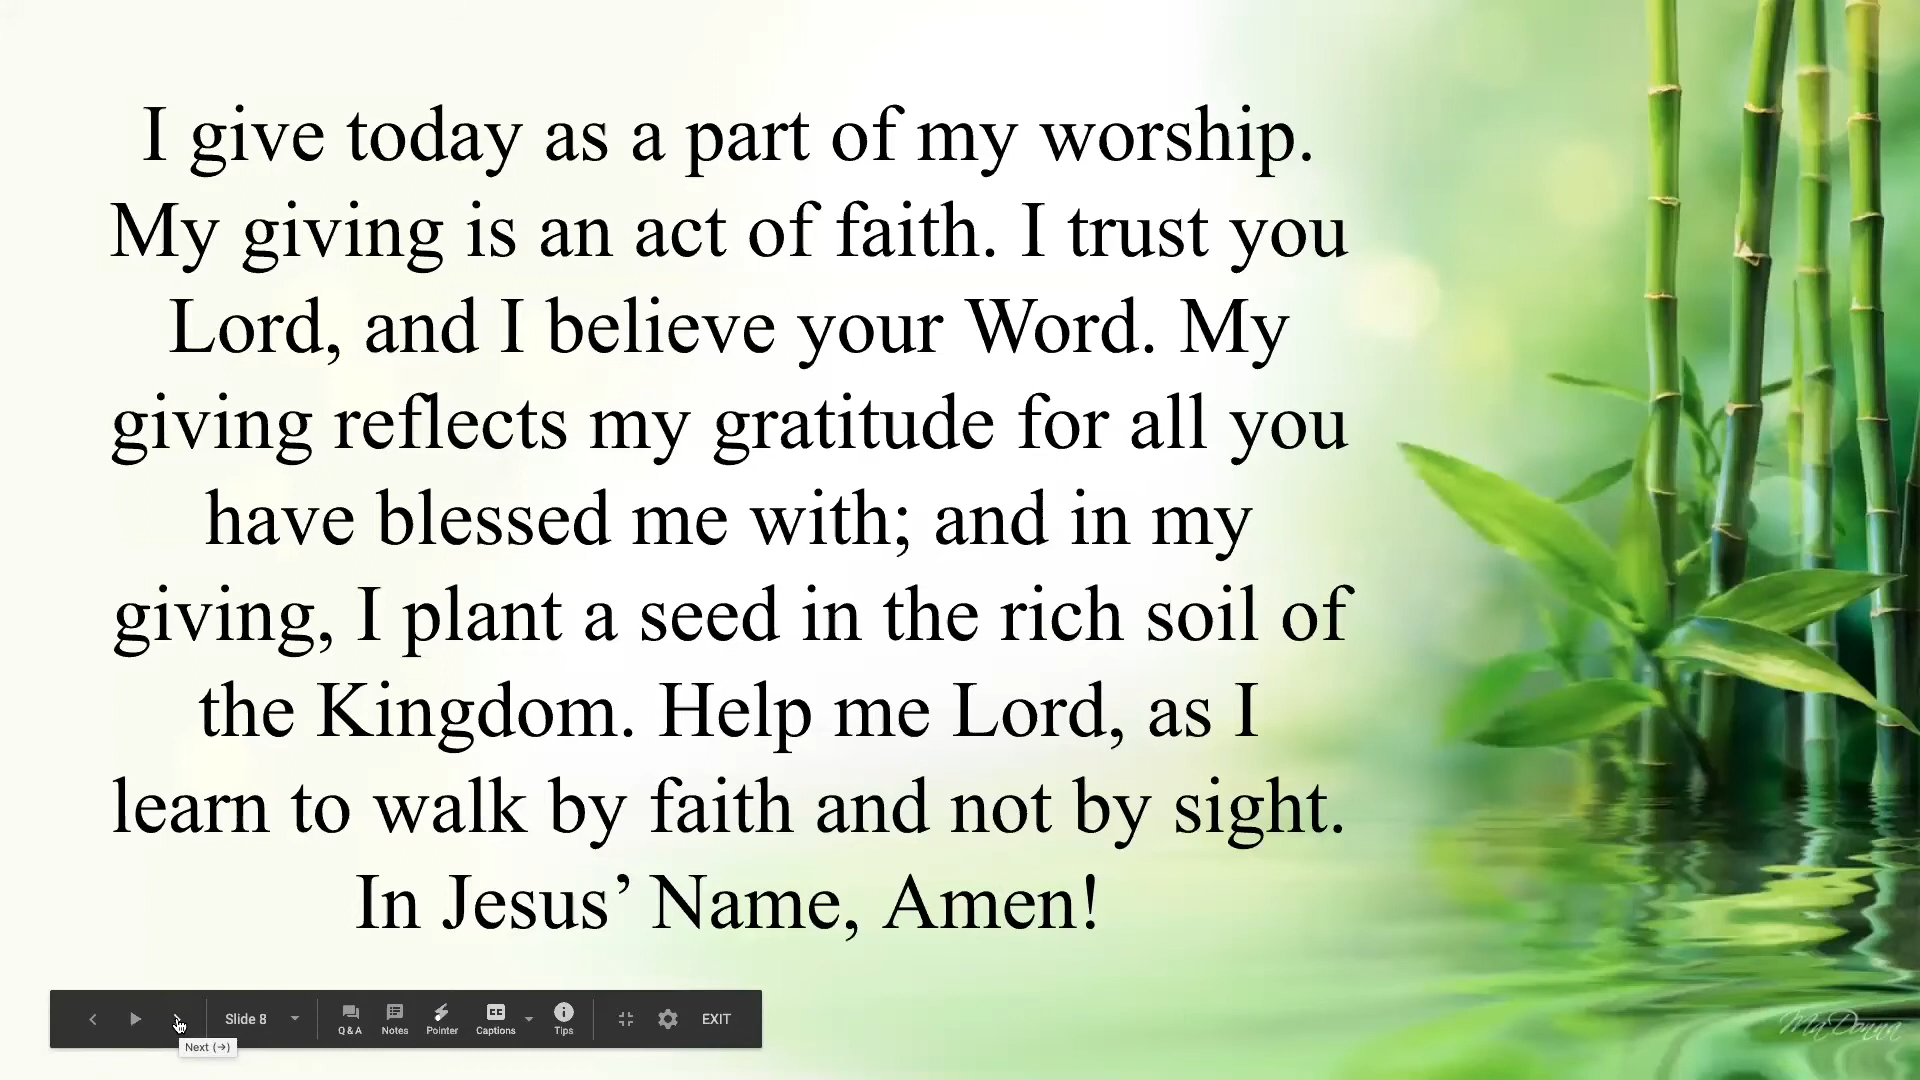 I give today as a part of my worship.
My giving is an act of faith. I trust you
Lord, and I believe your Word. My
giving reflects my gratitude for all you
have blessed me with; and in my
giving, I plant a seed in the rich soil of
the Kingdom. Help me Lord, as I
learn to walk by faith and not by sight.
In Jesus’ Name, Amen!
Slide 8
Q & A
Notes
Pointer
CC
Captions
Tips
EXIT
Next (→)
MaDonna